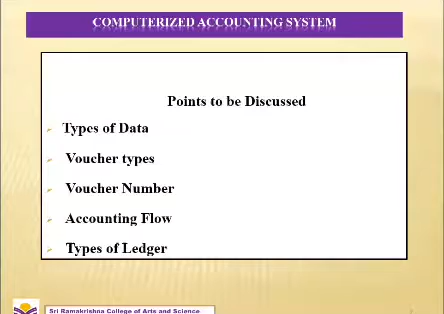 COMPUTERIZED ACCOUNTING SYSTEM
Points to be Discussed
Types of Data
Voucher types
Voucher Number
Accounting Flow
Types of Ledger
Sri Ramakrishna College of Arts and Science